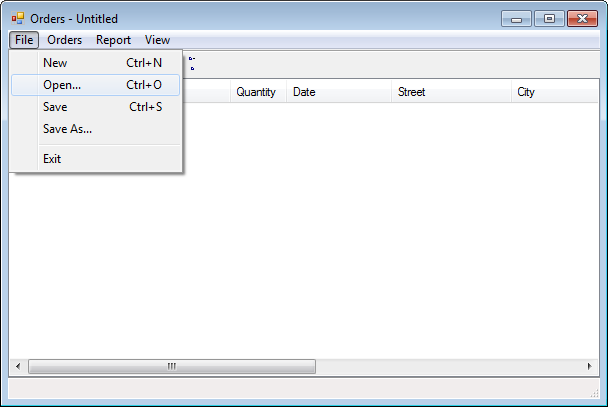 Orders - Untitled
File Orders Report View
New Ctrl+N
Open... Ctrl+O
Save Ctrl+S
Save As...
Exit
Quantity Date Street City